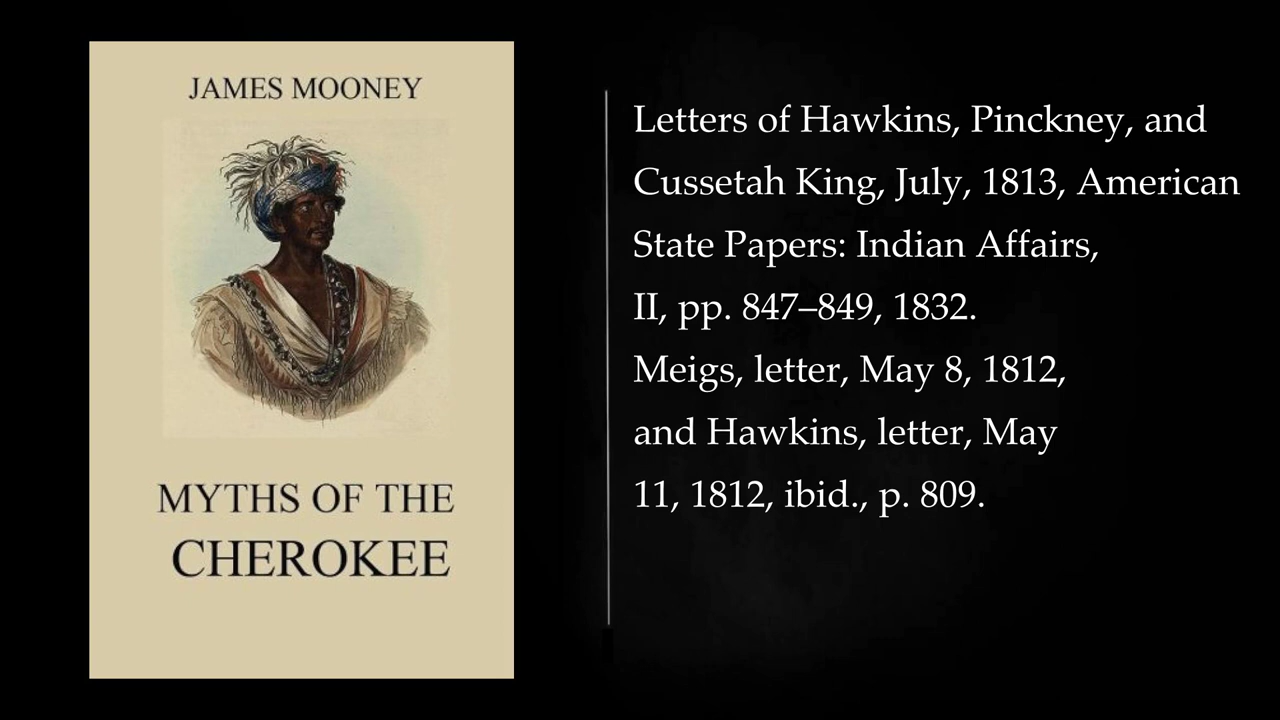 JAMES MOONEY
MYTHS OF THE
CHEROKEE
Letters of Hawkins, Pinckney, and
Cussetah King, July, 1813, American
State Papers: Indian Affairs,
II, pp. 847–849, 1832.
Meigs, letter, May 8, 1812,
and Hawkins, letter, May
11, 1812, ibid., p. 809.